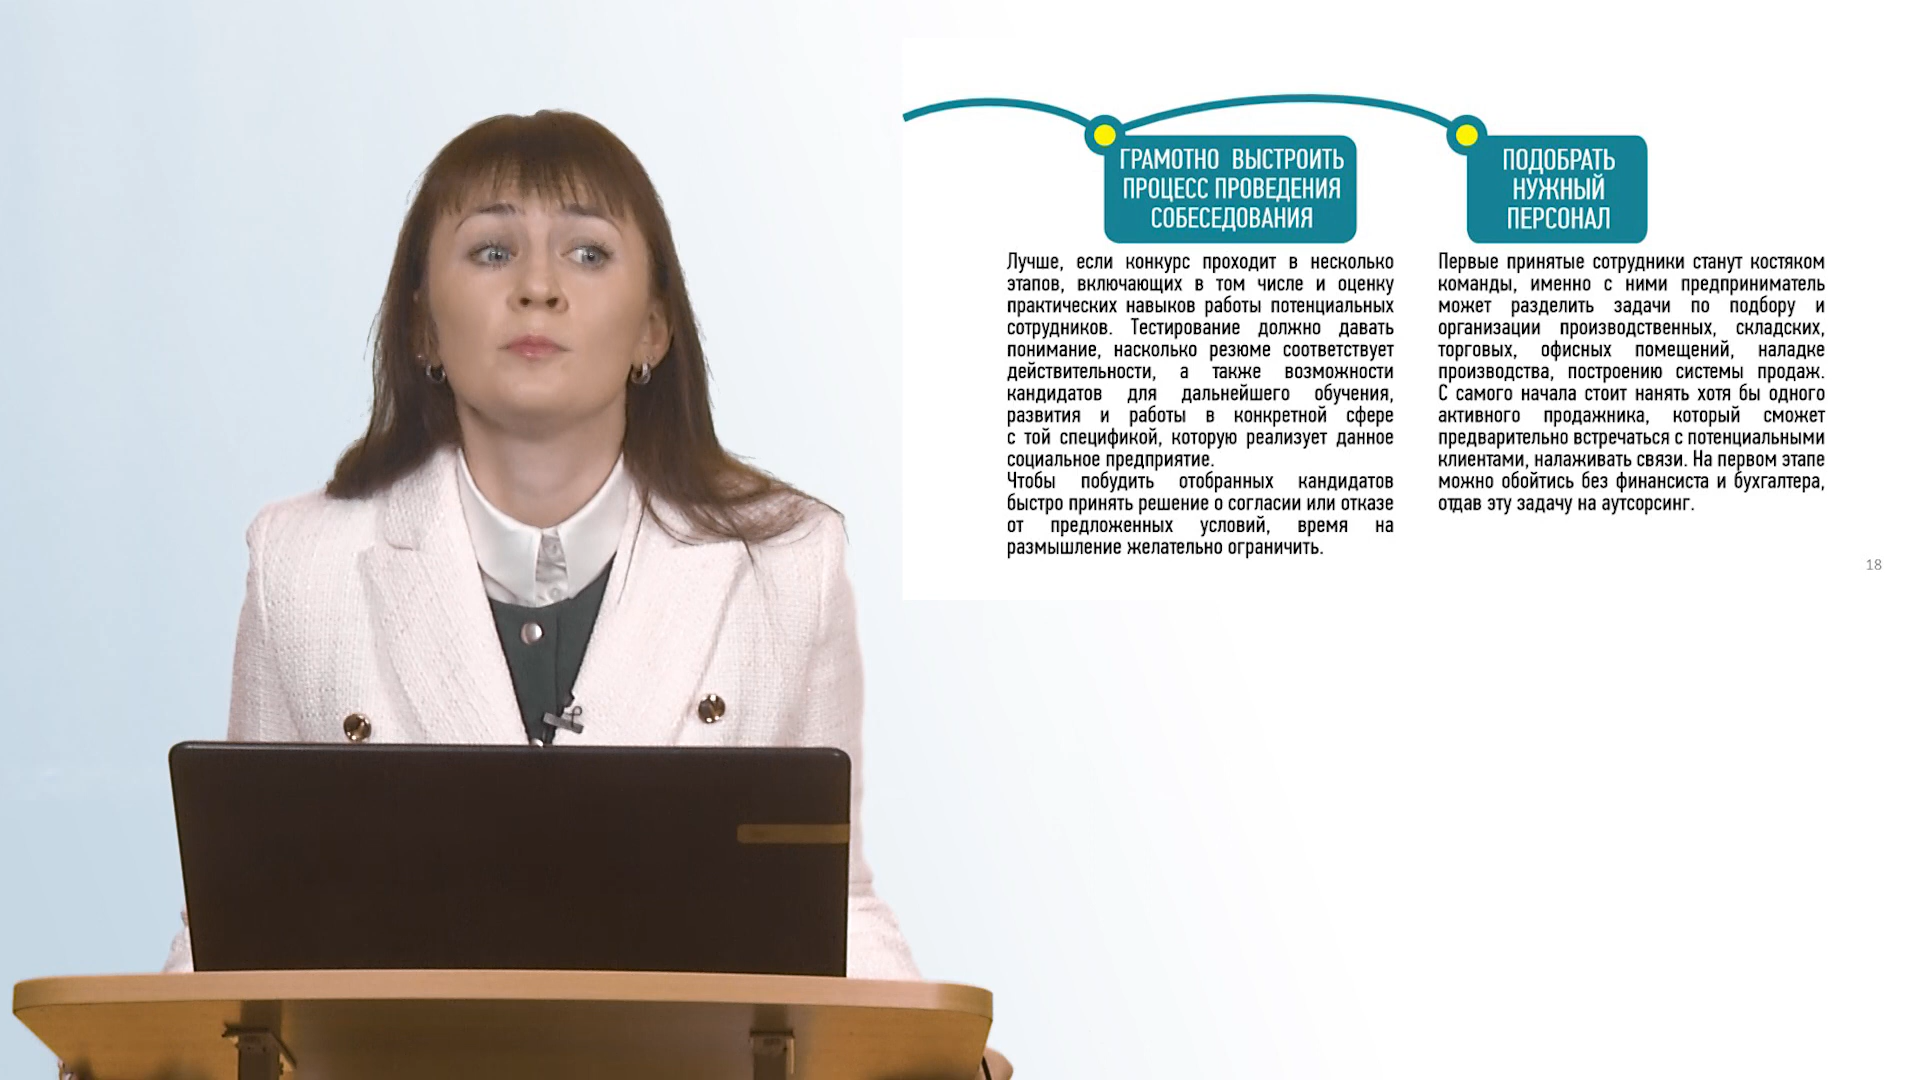 ГРАМОТНО ВЫСТРОИТЬ
ПРОЦЕСС ПРОВЕДЕНИЯ
СОБЕСЕДОВАНИЯ
Лучше, если конкурс проходит в несколько
этапов, включающих в том числе и оценку
практических навыков работы потенциальных
сотрудников. Тестирование должно давать
понимание, насколько резюме соответствует
действительности, а также возможности
кандидатов для дальнейшего обучения,
развития и работы в конкретной сфере
с той спецификой, которую реализует данное
социальное предприятие.
Чтобы побудить отобранных кандидатов
быстро принять решение о согласии или отказе
от предложенных условий, время на
размышление желательно ограничить.
ПОДОБРАТЬ
НУЖНЫЙ
ПЕРСОНАЛ
Первые принятые сотрудники станут костяком
команды, именно с ними предприниматель
может разделить задачи по подбору и
организации производственных, складских,
торговых, офисных помещений, наладке
производства, построению системы продаж.
С самого начала стоит нанять хотя бы одного
активного продажника, который сможет
предварительно встречаться с потенциальными
клиентами, налаживать связи. На первом этапе
можно обойтись без финансиста и бухгалтера,
отдав эту задачу на аутсорсинг.
18